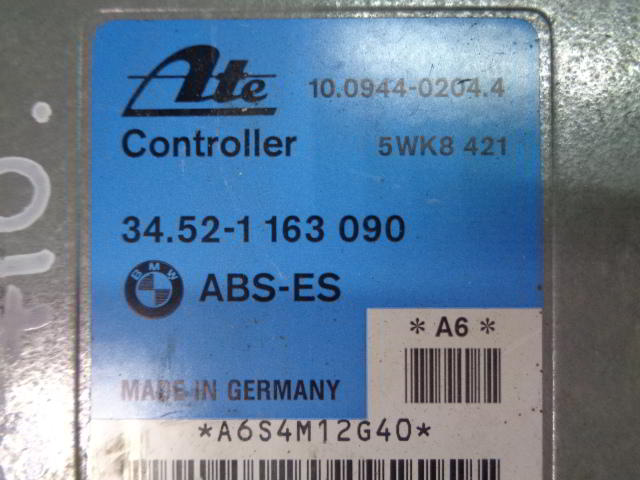 Ate 10.0944-0204.4
Controller 5WK8 421
34.52-1 163 090
BMW ABS-ES
*A6*
MADE IN GERMANY
*A6S4M12G40*